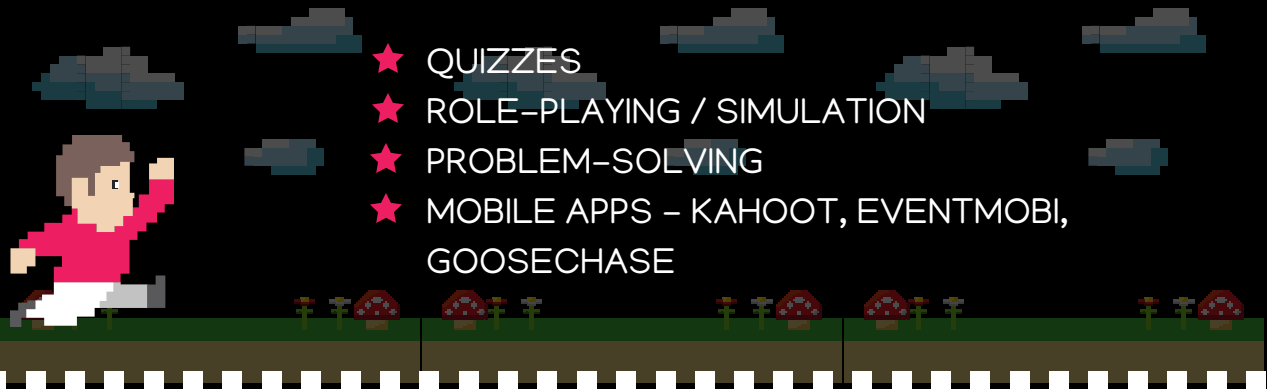 QUIZZES
ROLE-PLAYING / SIMULATION
PROBLEM-SOLVING
MOBILE APPS - KAHOOT, EVENTMOBI,
GOOSECHASE